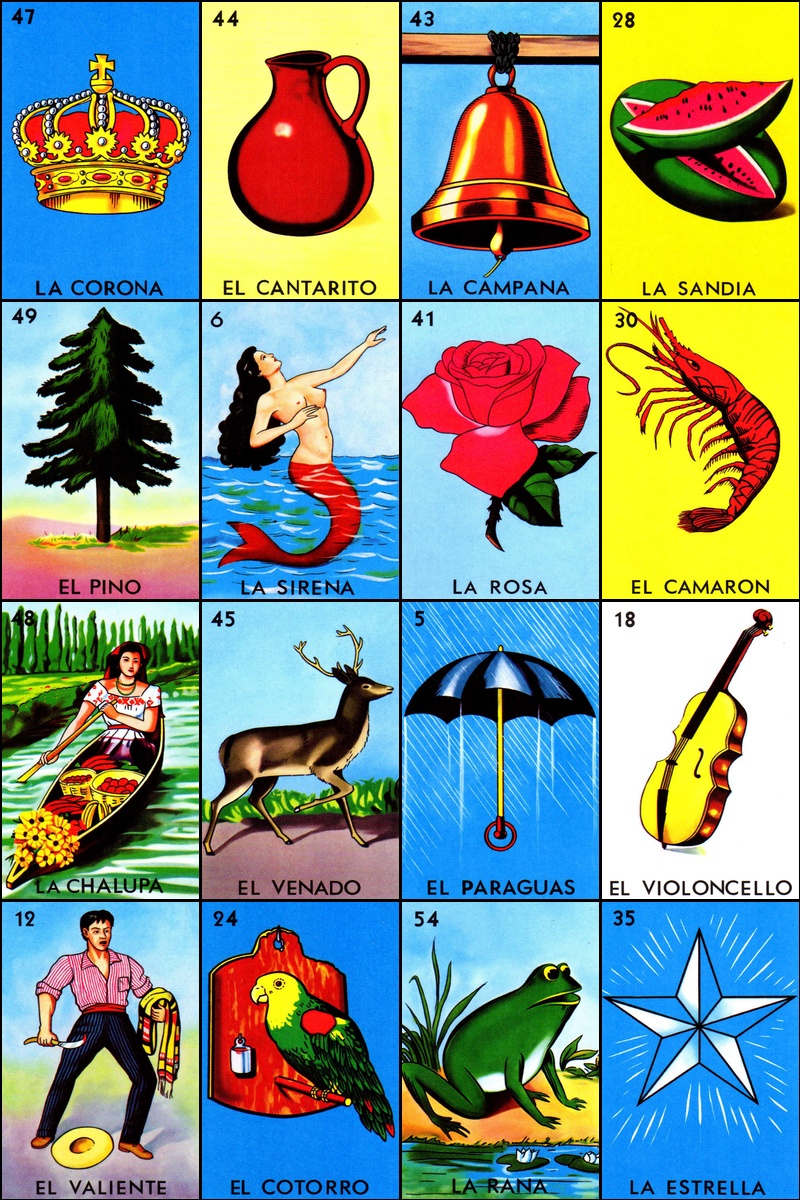 47
LA CORONA
44
EL CANTARITO
43
LA CAMPANA
28
LA SANDIA
49
EL PINO
6
LA SIRENA
41
LA ROSA
30
EL CAMARON
48
LA CHALUPA
45
EL VENADO
5
EL PARAGUAS
18
EL VIOLONCELLO
12
EL VALIENTE
24
EL COTORRO
54
LA RANA
35
LA ESTRELLA